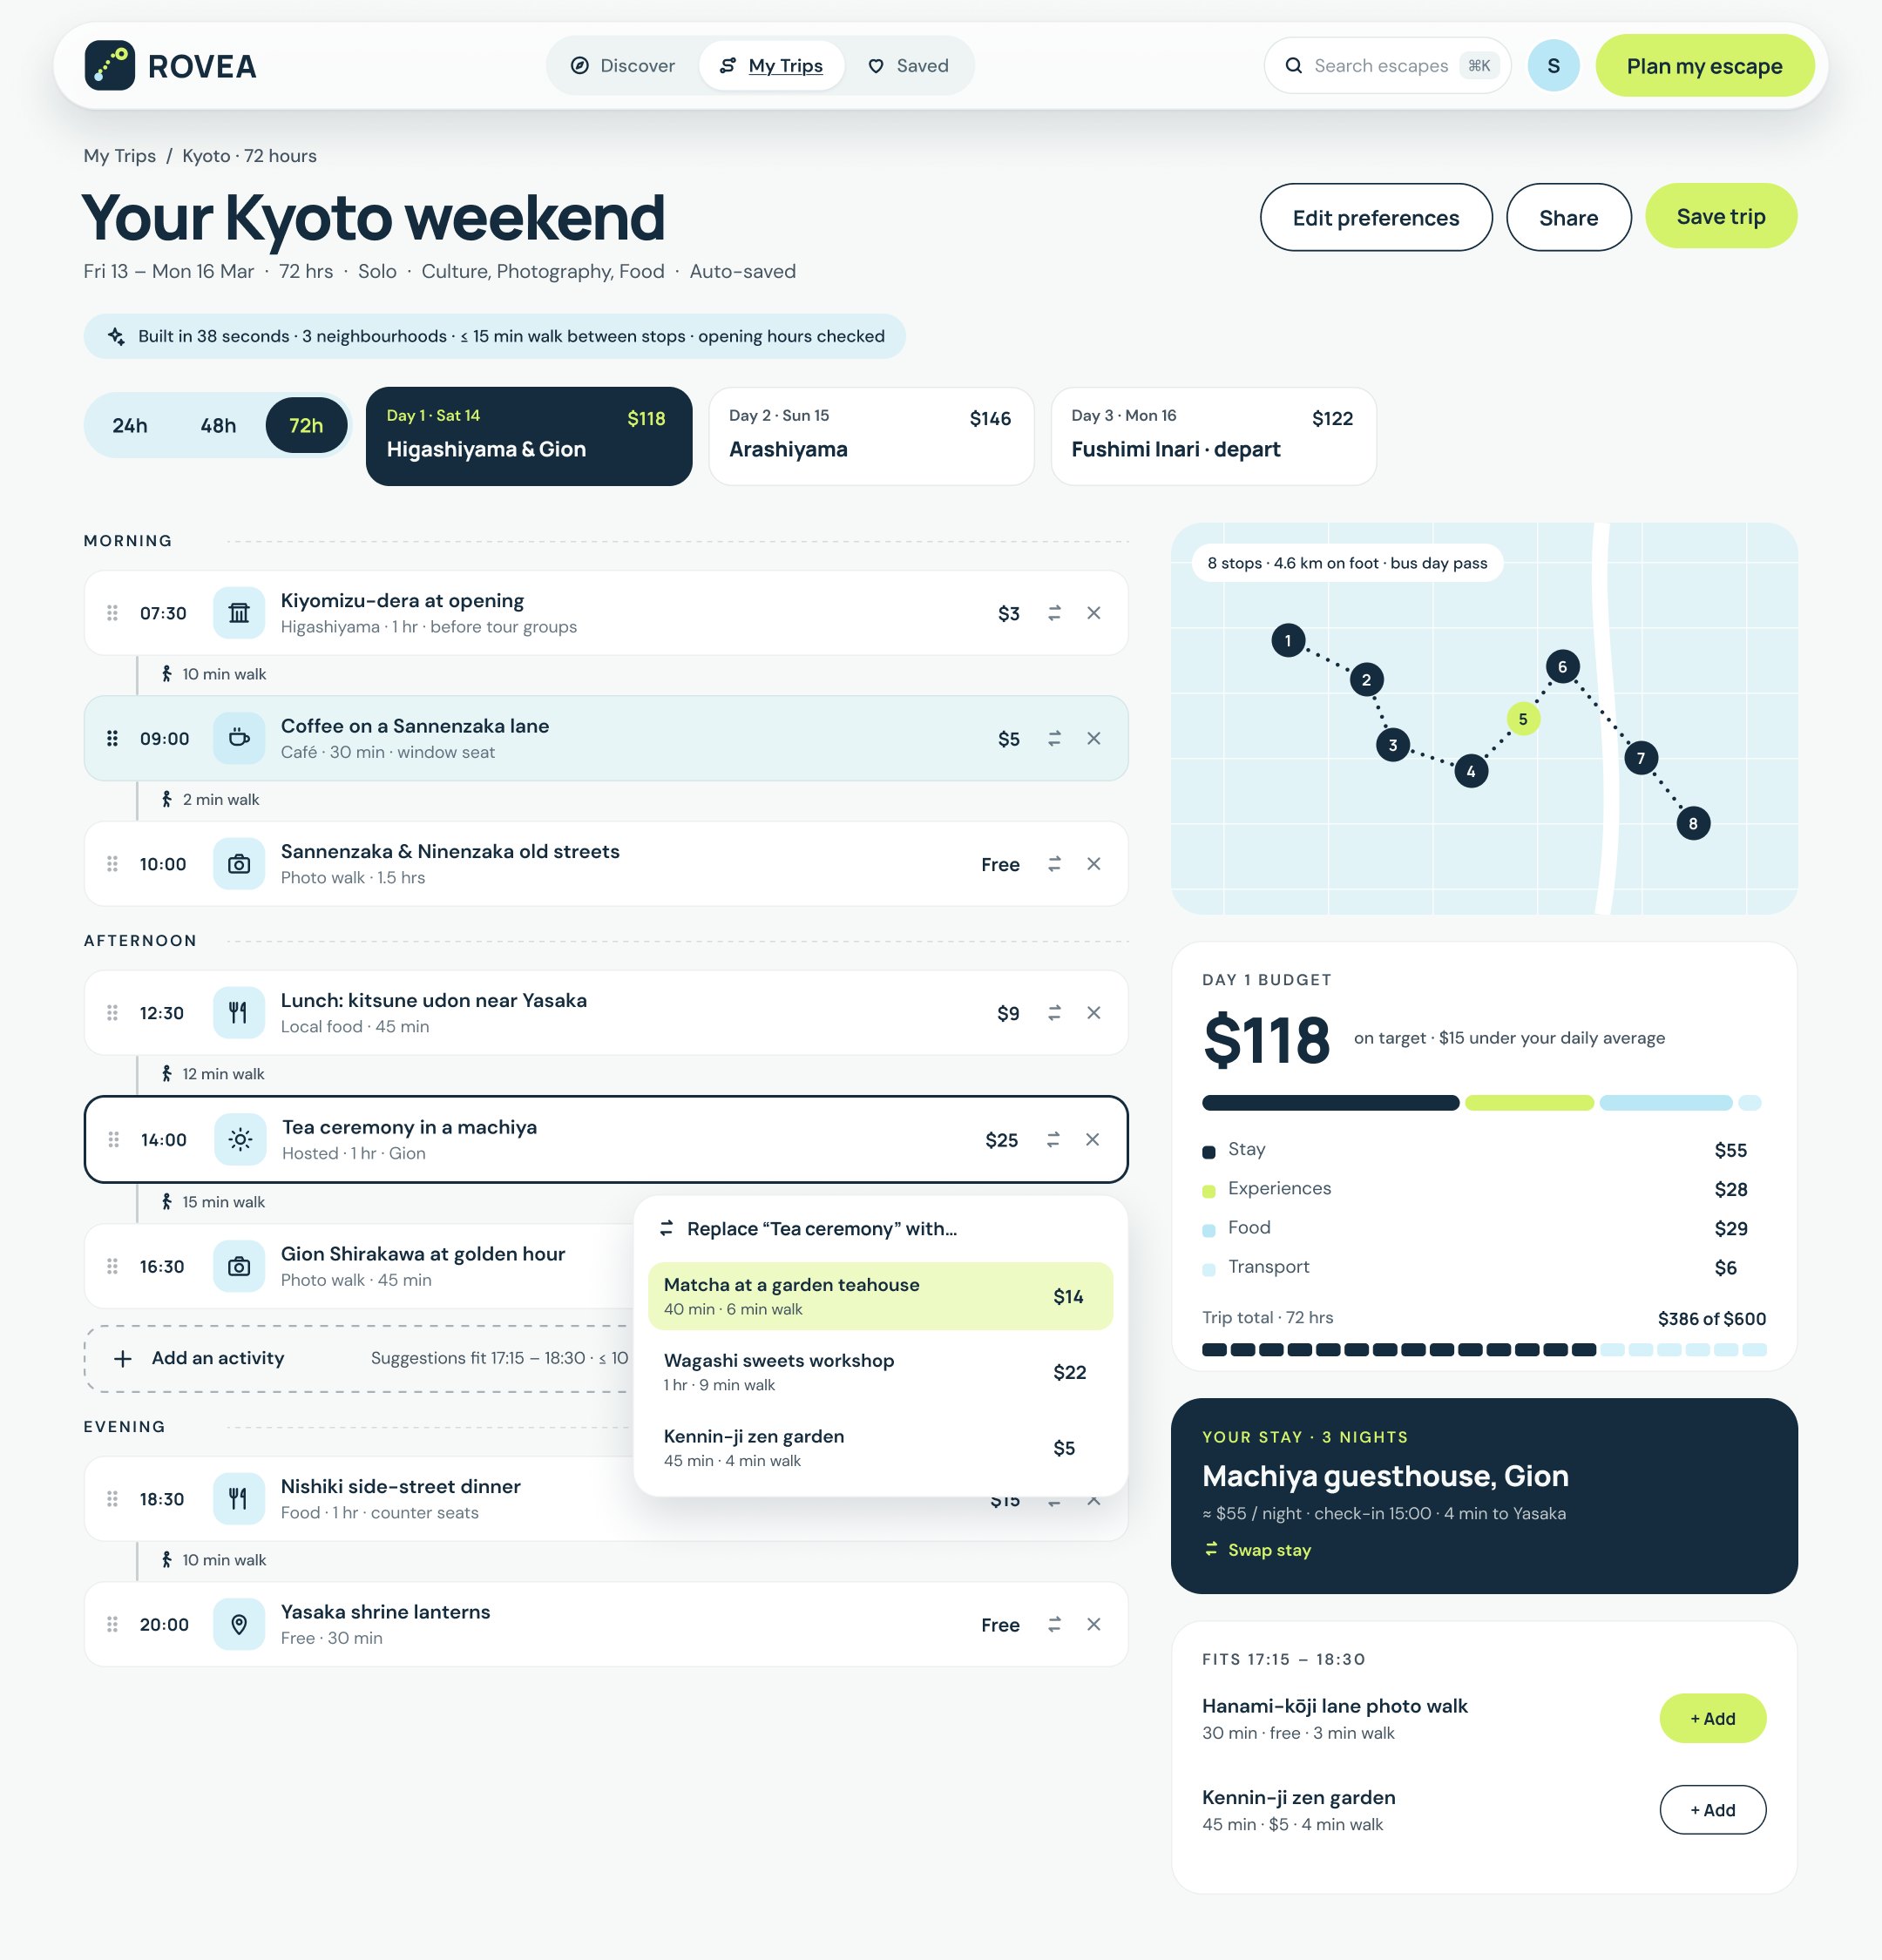 ROVEA
Discover
My Trips
Saved
Search escapes
⌘K
S
Plan my escape
My Trips / Kyoto · 72 hours
Your Kyoto weekend
Edit preferences
Share
Save trip
Fri 13 – Mon 16 Mar · 72 hrs · Solo · Culture, Photography, Food · Auto-saved
Built in 38 seconds · 3 neighbourhoods · ≤ 15 min walk between stops · opening hours checked
24h
48h
72h
Day 1 · Sat 14
$118
Higashiyama & Gion
Day 2 · Sun 15
$146
Arashiyama
Day 3 · Mon 16
$122
Fushimi Inari · depart
MORNING
07:30
Kiyomizu-dera at opening
Higashiyama · 1 hr · before tour groups
$3
10 min walk
09:00
Coffee on a Sannenzaka lane
Café · 30 min · window seat
$5
2 min walk
10:00
Sannenzaka & Ninenzaka old streets
Photo walk · 1.5 hrs
Free
AFTERNOON
12:30
Lunch: kitsune udon near Yasaka
Local food · 45 min
$9
12 min walk
14:00
Tea ceremony in a machiya
Hosted · 1 hr · Gion
$25
15 min walk
16:30
Gion Shirakawa at golden hour
Photo walk · 45 min
Add an activity
Suggestions fit 17:15 – 18:30 · ≤ 10
Replace “Tea ceremony” with...
Matcha at a garden teahouse
40 min · 6 min walk
$14
Wagashi sweets workshop
1 hr · 9 min walk
$22
Kennin-ji zen garden
45 min · 4 min walk
$5
EVENING
18:30
Nishiki side-street dinner
Food · 1 hr · counter seats
$15
10 min walk
20:00
Yasaka shrine lanterns
Free · 30 min
Free
8 stops · 4.6 km on foot · bus day pass
1
2
3
4
5
6
7
8
DAY 1 BUDGET
$118
on target · $15 under your daily average
Stay
$55
Experiences
$28
Food
$29
Transport
$6
Trip total · 72 hrs
$386 of $600
YOUR STAY · 3 NIGHTS
Machiya guesthouse, Gion
≈ $55 / night · check-in 15:00 · 4 min to Yasaka
Swap stay
FITS 17:15 – 18:30
Hanami-kōji lane photo walk
30 min · free · 3 min walk
+ Add
Kennin-ji zen garden
45 min · $5 · 4 min walk
+ Add